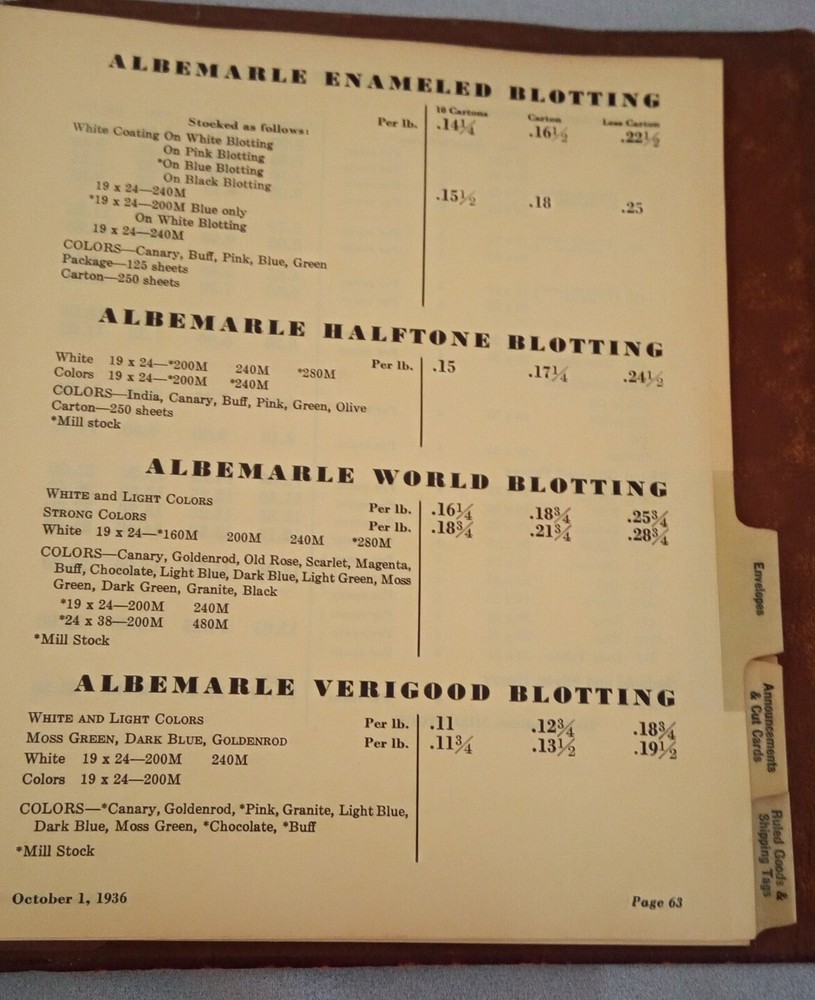 ALBEMARLE ENAMELED BLOTTING
10 Cartons Carton Less Carton
Stocked as follows: Per lb. .14¼ .16½ .22½
White Coating On White Blotting
On Pink Blotting
*On Blue Blotting
On Black Blotting
19 x 24—240M .15½ .18 .25
*19 x 24—200M Blue only
On White Blotting
19 x 24—240M
COLORS—Canary, Buff, Pink, Blue, Green
Package—125 sheets
Carton—250 sheets
ALBEMARLE HALFTONE BLOTTING
White 19 x 24—*200M 240M *280M Per lb. .15 .17¼ .24½
Colors 19 x 24—*200M *240M
COLORS—India, Canary, Buff, Pink, Green, Olive
Carton—250 sheets
*Mill stock
ALBEMARLE WORLD BLOTTING
WHITE and LIGHT COLORS Per lb. .16¼ .18¾ .25¾
STRONG COLORS Per lb. .18¾ .21¾ .28¾
White 19 x 24—*160M 200M 240M *280M
COLORS—Canary, Goldenrod, Old Rose, Scarlet, Magenta,
Buff, Chocolate, Light Blue, Dark Blue, Light Green, Moss
Green, Dark Green, Granite, Black
*19 x 24—200M 240M
*24 x 38—200M 480M
*Mill Stock
ALBEMARLE VERIGOOD BLOTTING
WHITE AND LIGHT COLORS Per lb. .11 .12¾ .18¾
MOSS GREEN, DARK BLUE, GOLDENROD Per lb. .11¾ .13½ .19½
White 19 x 24—200M 240M
Colors 19 x 24—200M
COLORS—*Canary, Goldenrod, *Pink, Granite, Light Blue,
Dark Blue, Moss Green, *Chocolate, *Buff
*Mill Stock
October 1, 1936 Page 63
Envelopes
Announcements
& Cut Cards
Ruled Goods &
Shipping Tags